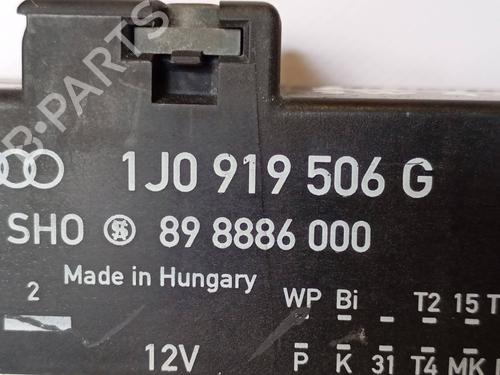 B-PARTS
1J0 919 506 G
SHO 89 8886 000
Made in Hungary
2 WP Bi T2 15 T
12V P K 31 T4 MK